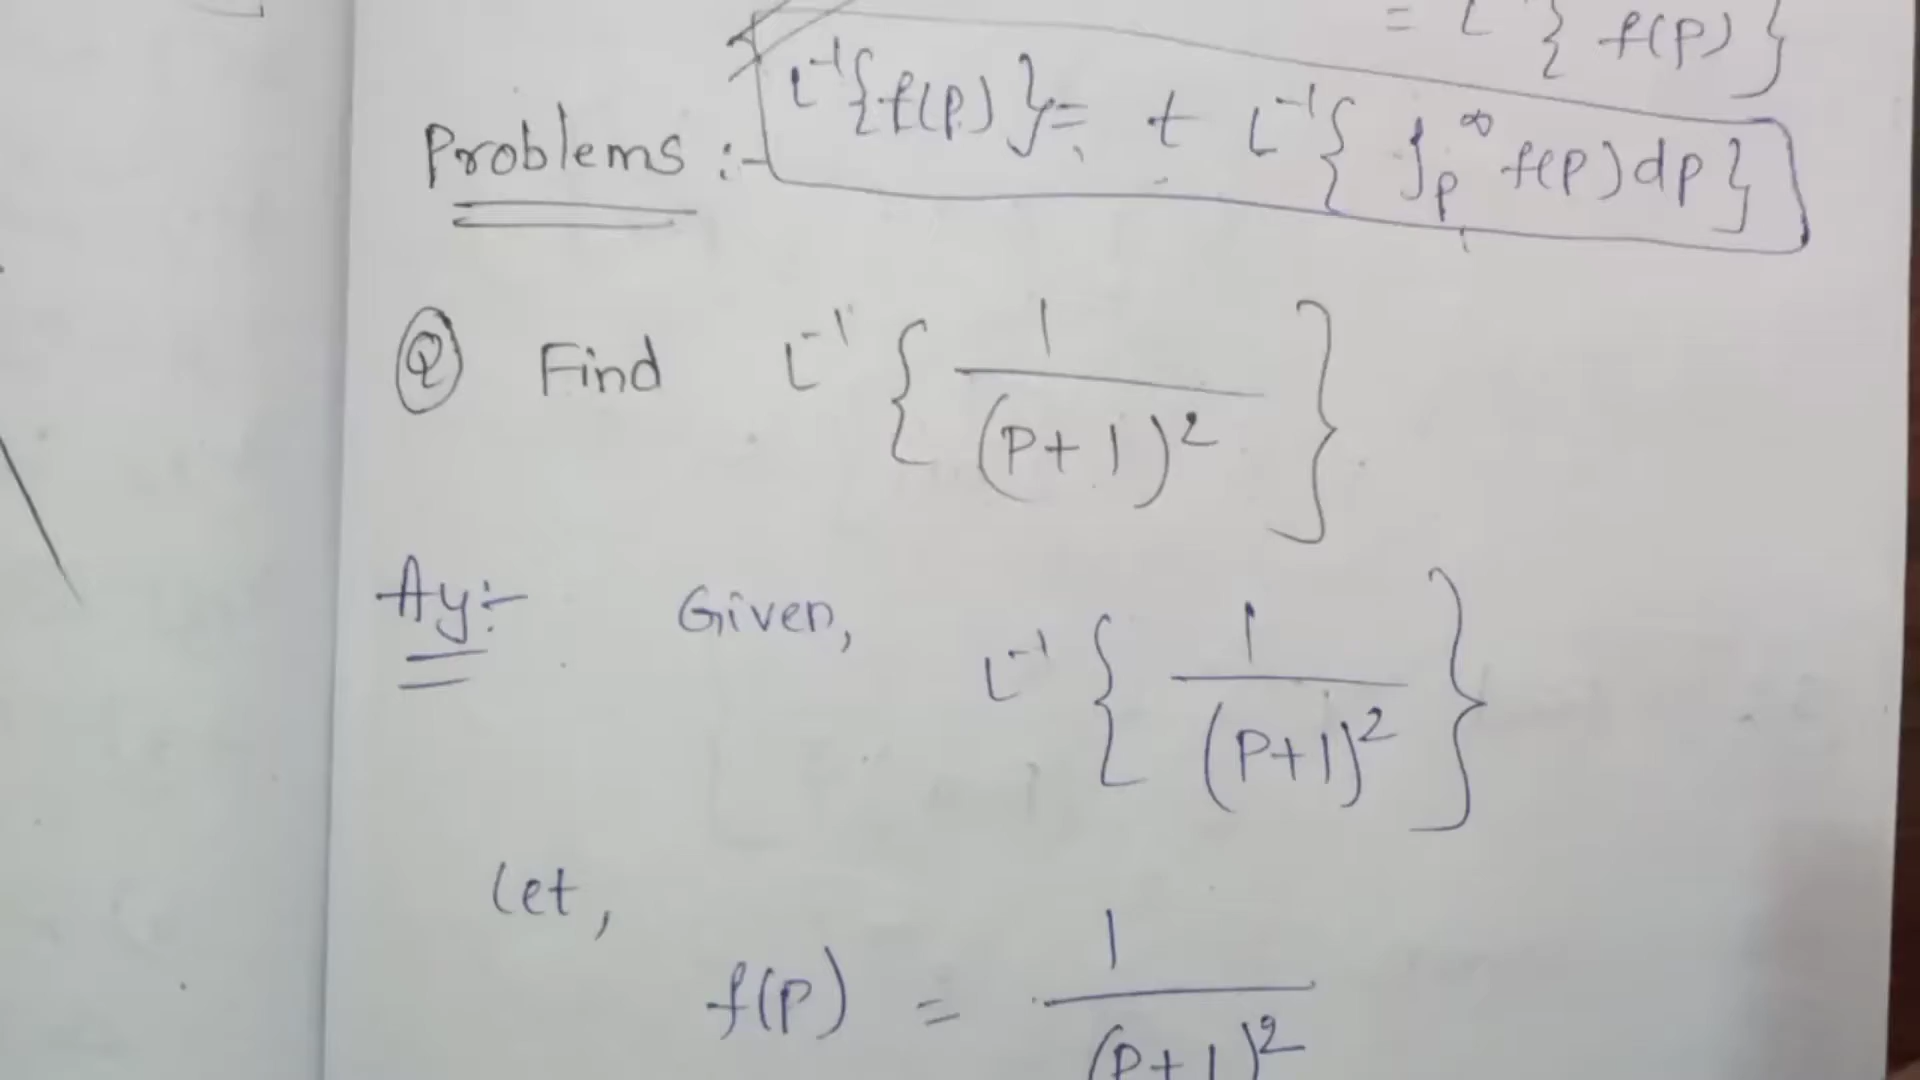 = L⁻¹{ f(p) }
L⁻¹{f(p)} = t L⁻¹{ ∫ₚ^∞ f(p)dp}
Problems :-
Q Find L⁻¹ { 1 / (P+1)² }
Ay:- Given, L⁻¹ { 1 / (P+1)² }
Let,
f(p) = 1 / (P+1)²